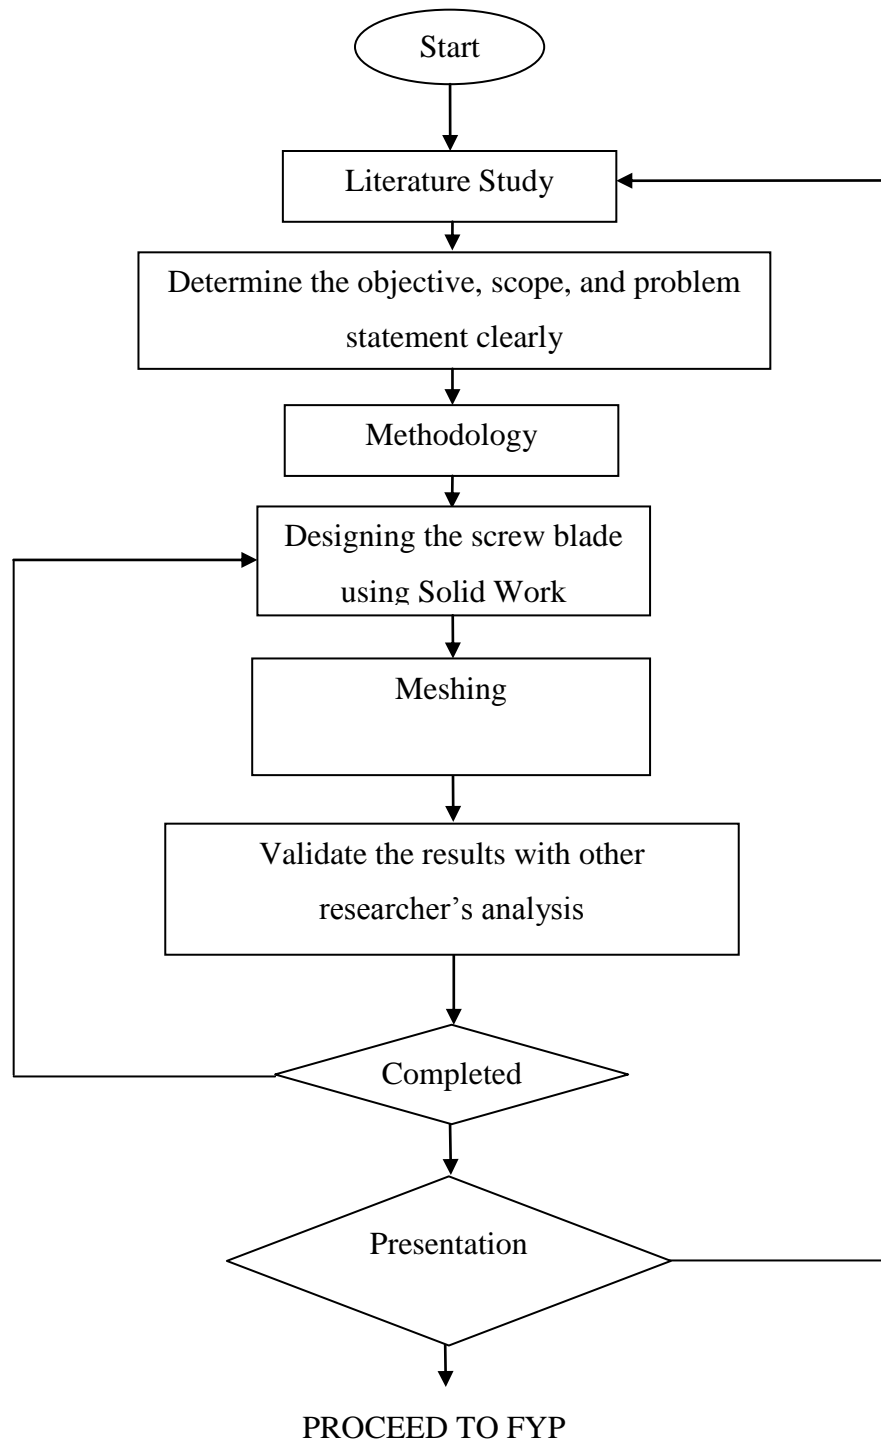 Start
Literature Study
Determine the objective, scope, and problem
statement clearly
Methodology
Designing the screw blade
using Solid Work
Meshing
Validate the results with other
researcher’s analysis
Completed
Presentation
PROCEED TO FYP